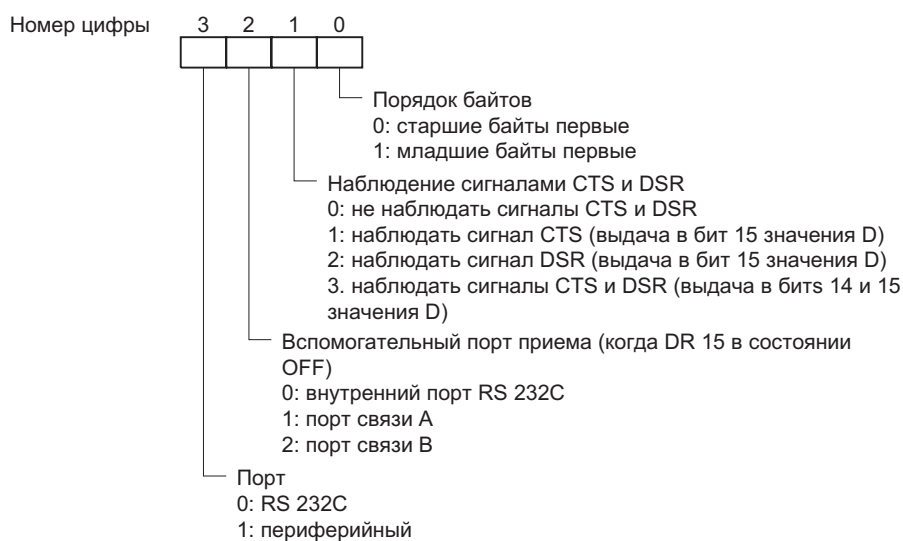 Номер цифры 3 2 1 0
Порядок байтов
0: старшие байты первые
1: младшие байты первые
Наблюдение сигналами CTS и DSR
0: не наблюдать сигналы CTS и DSR
1: наблюдать сигнал CTS (выдача в бит 15 значения D)
2: наблюдать сигнал DSR (выдача в бит 15 значения D)
3. наблюдать сигналы CTS и DSR (выдача в битs 14 и 15
значения D)
Вспомогательный порт приема (когда DR 15 в состоянии
OFF)
0: внутренний порт RS 232C
1: порт связи A
2: порт связи B
Порт
0: RS 232C
1: периферийный